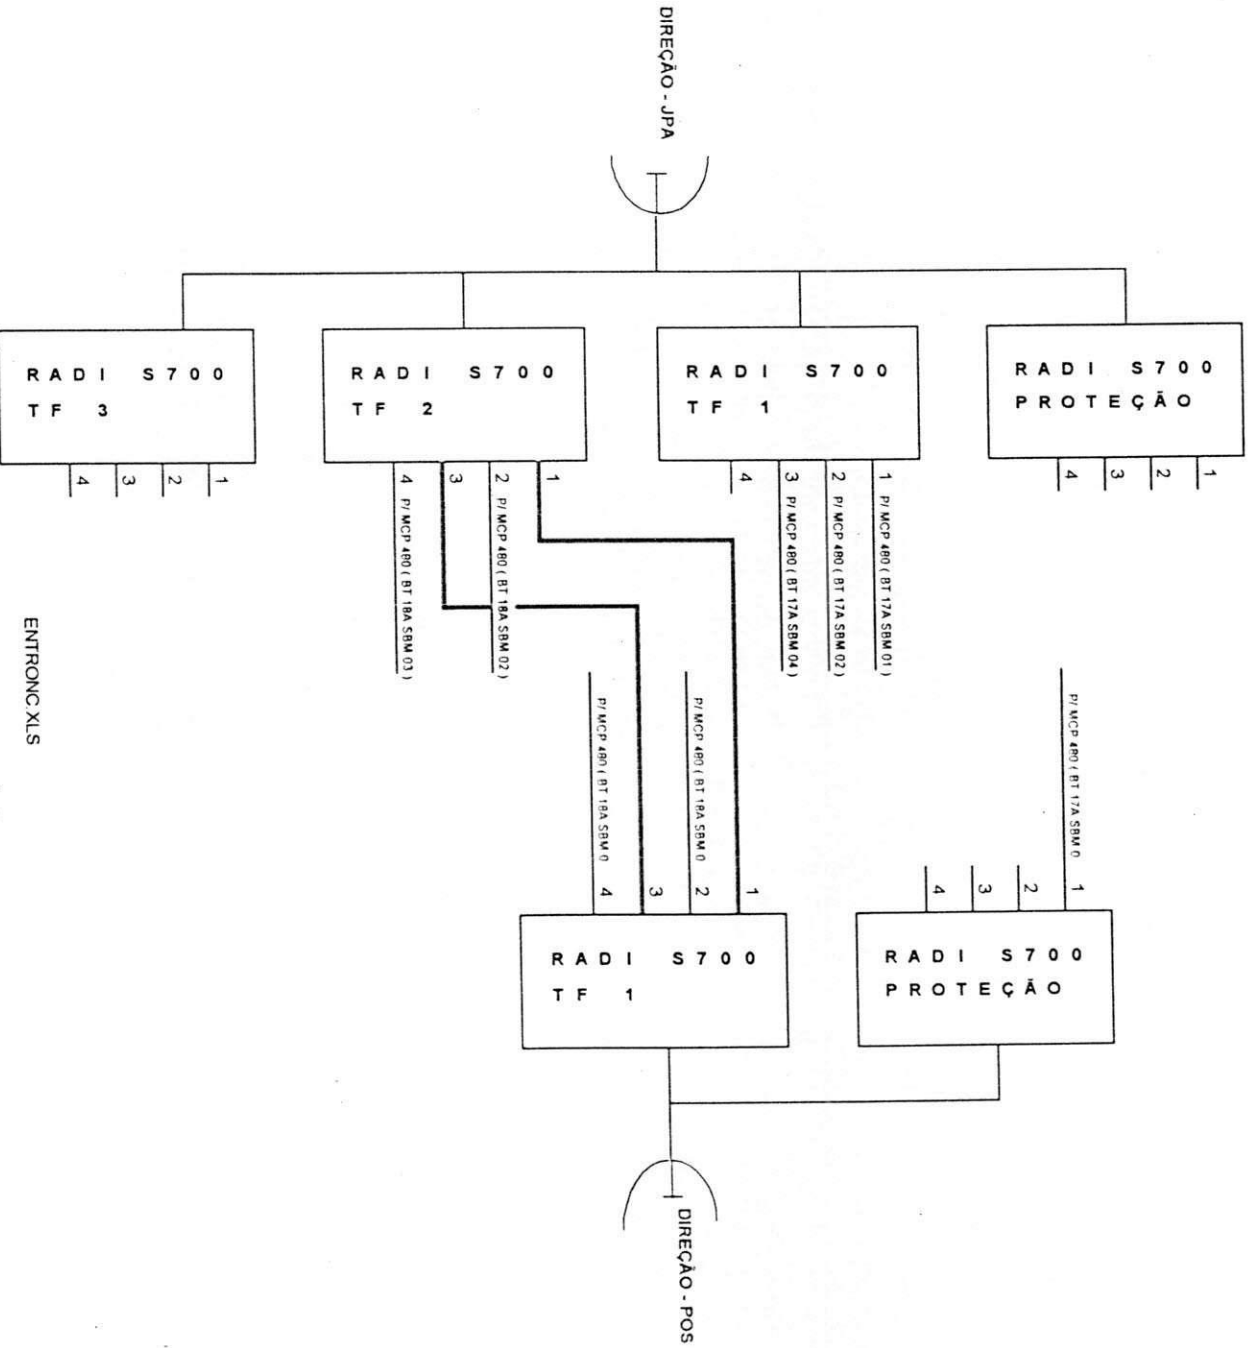 DIREÇÃO - JPA
RADI S700
TF 3
RADI S700
TF 2
RADI S700
TF 1
RADI S700
PROTEÇÃO
4
3
2
1
4 P/ MCP 480 ( BT 18A SBM 03 )
3
2 P/ MCP 480 ( BT 18A SBM 02 )
1
4
3 P/ MCP 480 ( BT 17A SBM 04 )
2 P/ MCP 480 ( BT 17A SBM 02 )
1 P/ MCP 480 ( BT 17A SBM 01 )
4
3
2
1
ENTRONC.XLS
P/ MCP 480 ( BT 18A SBM 0
P/ MCP 480 ( BT 18A SBM 0
P/ MCP 480 ( BT 17A SBM 0
4
3
2
1
4
3
2
1
RADI S700
TF 1
RADI S700
PROTEÇÃO
DIREÇÃO - POS